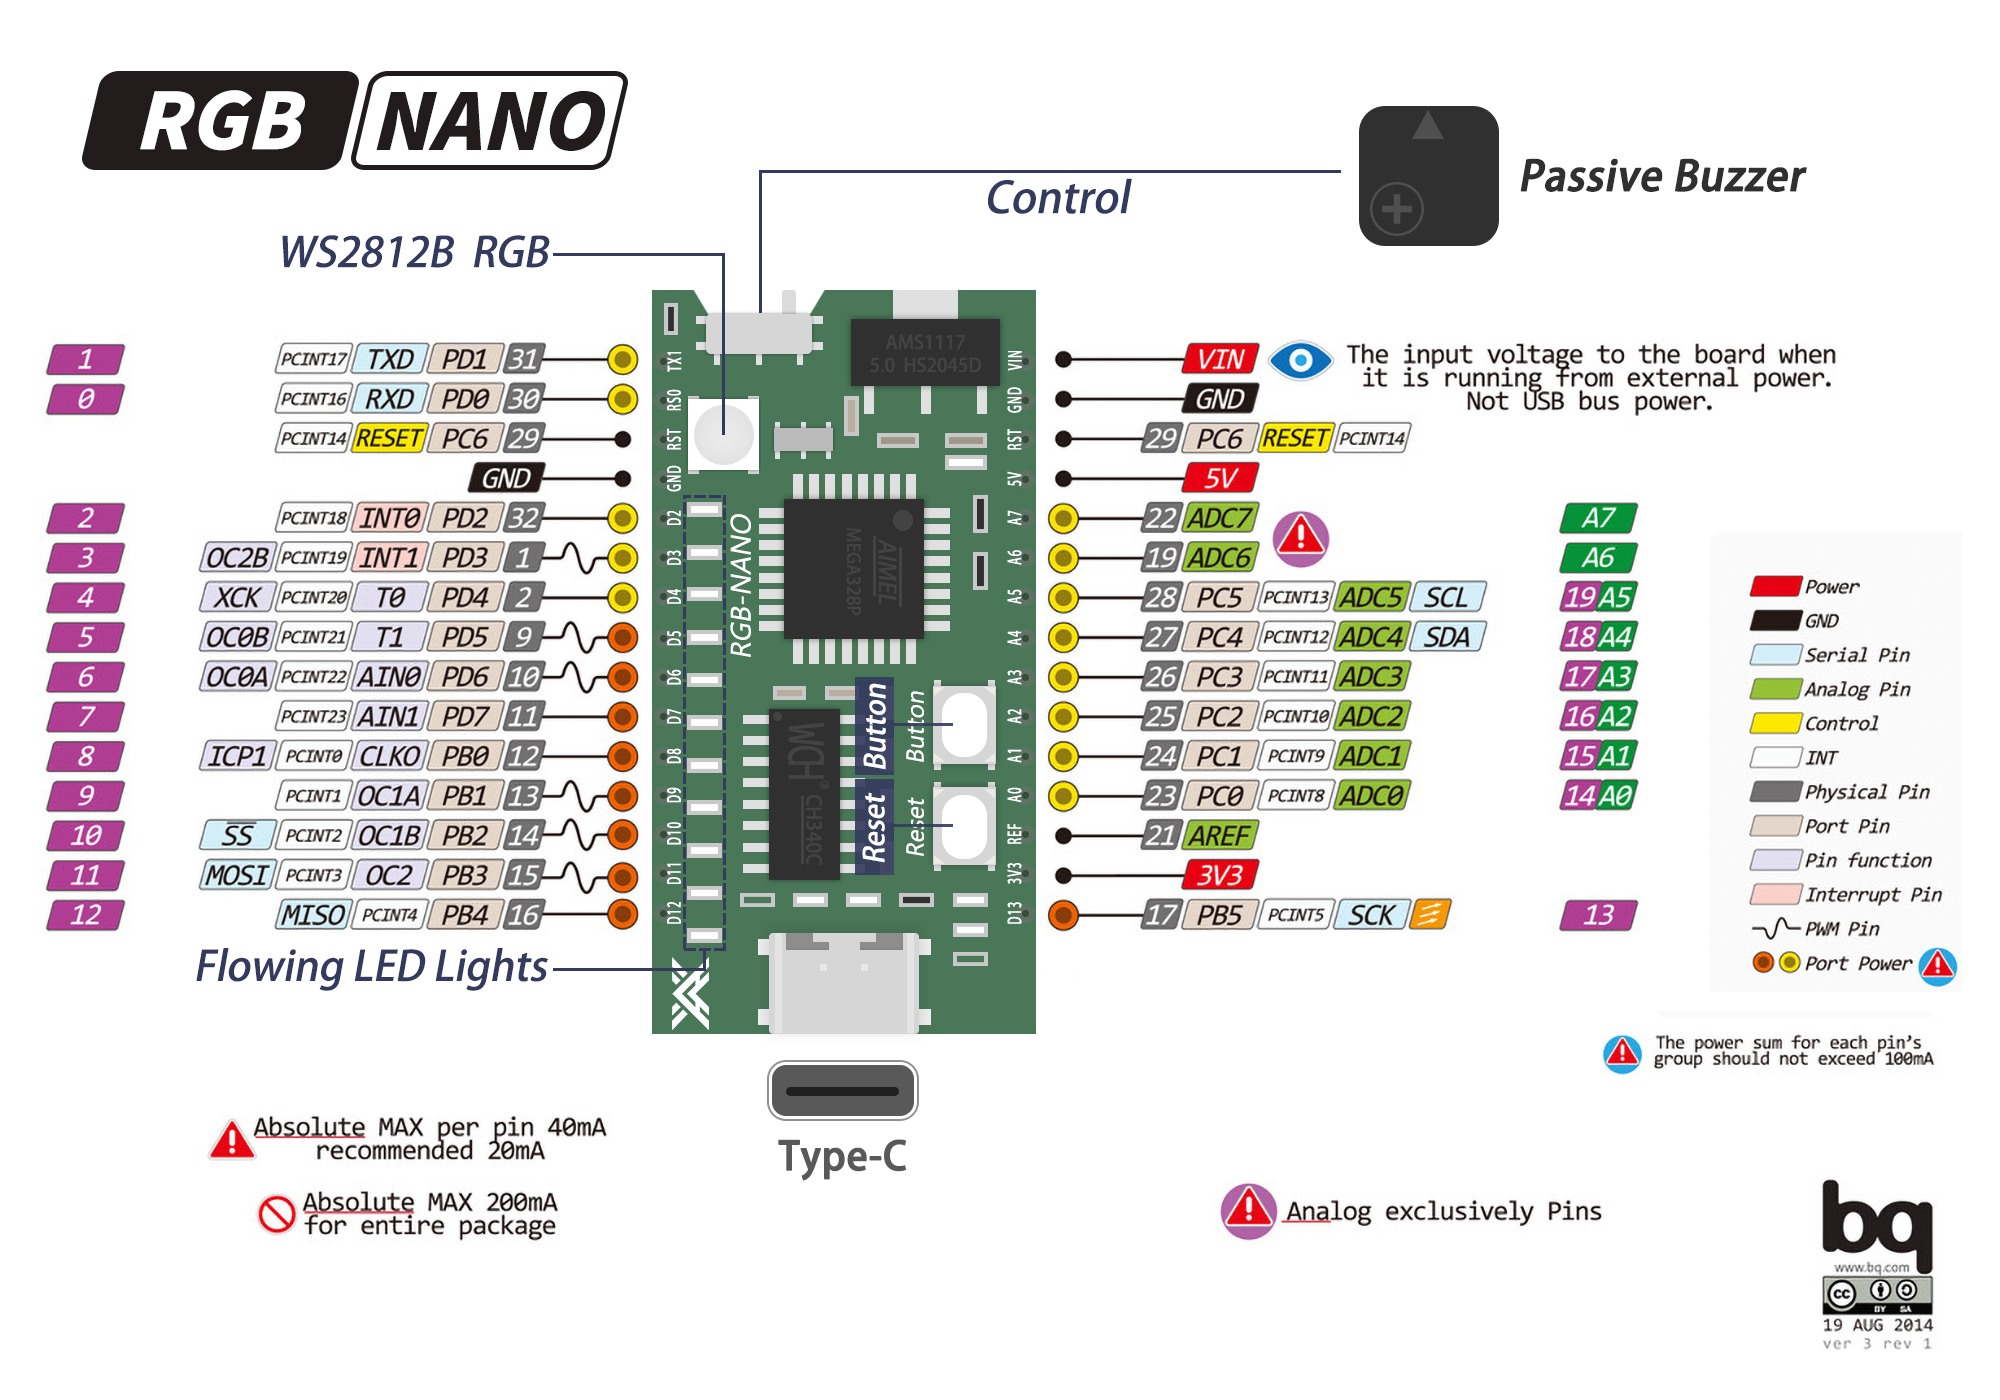 RGB NANO
Control
Passive Buzzer
WS2812B RGB
1 PCINT17 TXD PD1 31
0 PCINT16 RXD PD0 30
PCINT14 RESET PC6 29
GND
2 PCINT18 INT0 PD2 32
3 OC2B PCINT19 INT1 PD3 1
4 XCK PCINT20 T0 PD4 2
5 OC0B PCINT21 T1 PD5 9
6 OC0A PCINT22 AIN0 PD6 10
7 PCINT23 AIN1 PD7 11
8 ICP1 PCINT0 CLKO PB0 12
9 PCINT1 OC1A PB1 13
10 SS PCINT2 OC1B PB2 14
11 MOSI PCINT3 OC2 PB3 15
12 MISO PCINT4 PB4 16
Flowing LED Lights
TX1
RS0
RST
GND
D2
D3
D4
D5
D6
D7
D8
D9
D10
D11
D12
AMS1117
5.0 HS2045D
RGB-NANO
AIMEL
MEGA328P
WCH
CH340C
Button
Button
Reset
Reset
VIN
GND
RST
5V
A7
A6
A5
A4
A3
A2
A1
A0
REF
3V3
D13
VIN
The input voltage to the board when
it is running from external power.
Not USB bus power.
GND
29 PC6 RESET PCINT14
5V
22 ADC7 A7
19 ADC6 A6
28 PC5 PCINT13 ADC5 SCL 19 A5
27 PC4 PCINT12 ADC4 SDA 18 A4
26 PC3 PCINT11 ADC3 17 A3
25 PC2 PCINT10 ADC2 16 A2
24 PC1 PCINT9 ADC1 15 A1
23 PC0 PCINT8 ADC0 14 A0
21 AREF
3V3
17 PB5 PCINT5 SCK 13
Power
GND
Serial Pin
Analog Pin
Control
INT
Physical Pin
Port Pin
Pin function
Interrupt Pin
PWM Pin
Port Power
The power sum for each pin's
group should not exceed 100mA
Type-C
Absolute MAX per pin 40mA
recommended 20mA
Absolute MAX 200mA
for entire package
Analog exclusively Pins
bq
www.bq.com
cc BY SA
19 AUG 2014
ver 3 rev 1